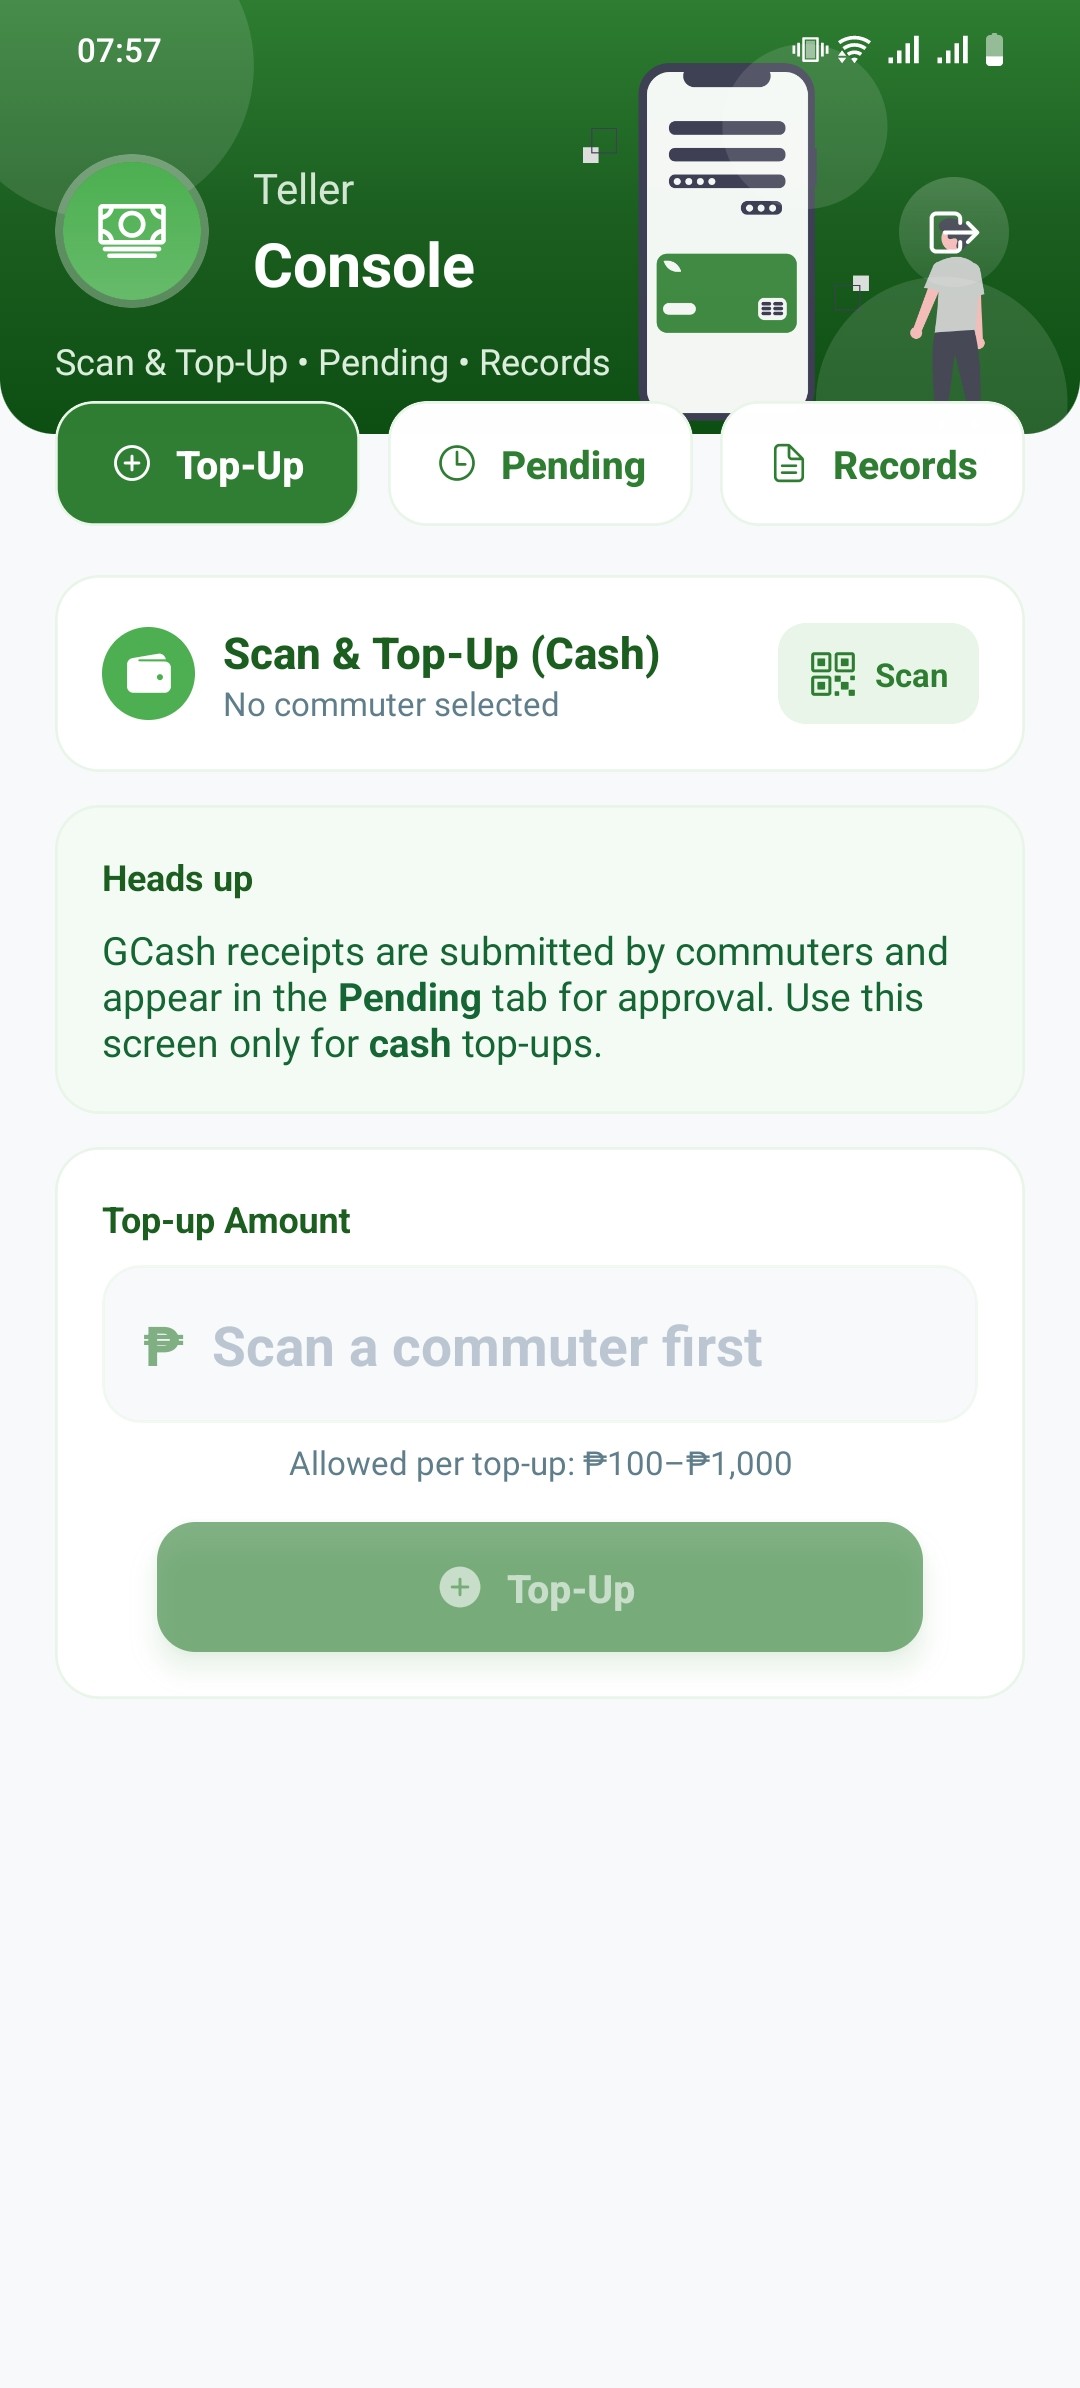 07:57
Teller
Console
Scan & Top-Up • Pending • Records
Top-Up
Pending
Records
Scan & Top-Up (Cash)
No commuter selected
Scan
Heads up
GCash receipts are submitted by commuters and
appear in the Pending tab for approval. Use this
screen only for cash top-ups.
Top-up Amount
₱ Scan a commuter first
Allowed per top-up: ₱100–₱1,000
Top-Up